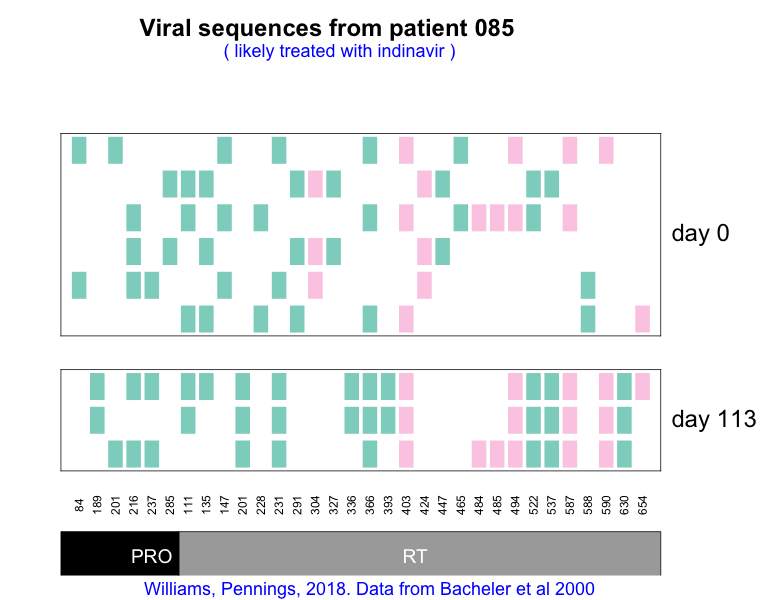 Viral sequences from patient 085
( likely treated with indinavir )
day 0
day 113
84 189 201 216 237 285 111 135 147 201 228 231 291 304 327 336 366 393 403 424 447 465 484 485 494 522 537 587 588 590 630 654
PRO RT
Williams, Pennings, 2018. Data from Bacheler et al 2000